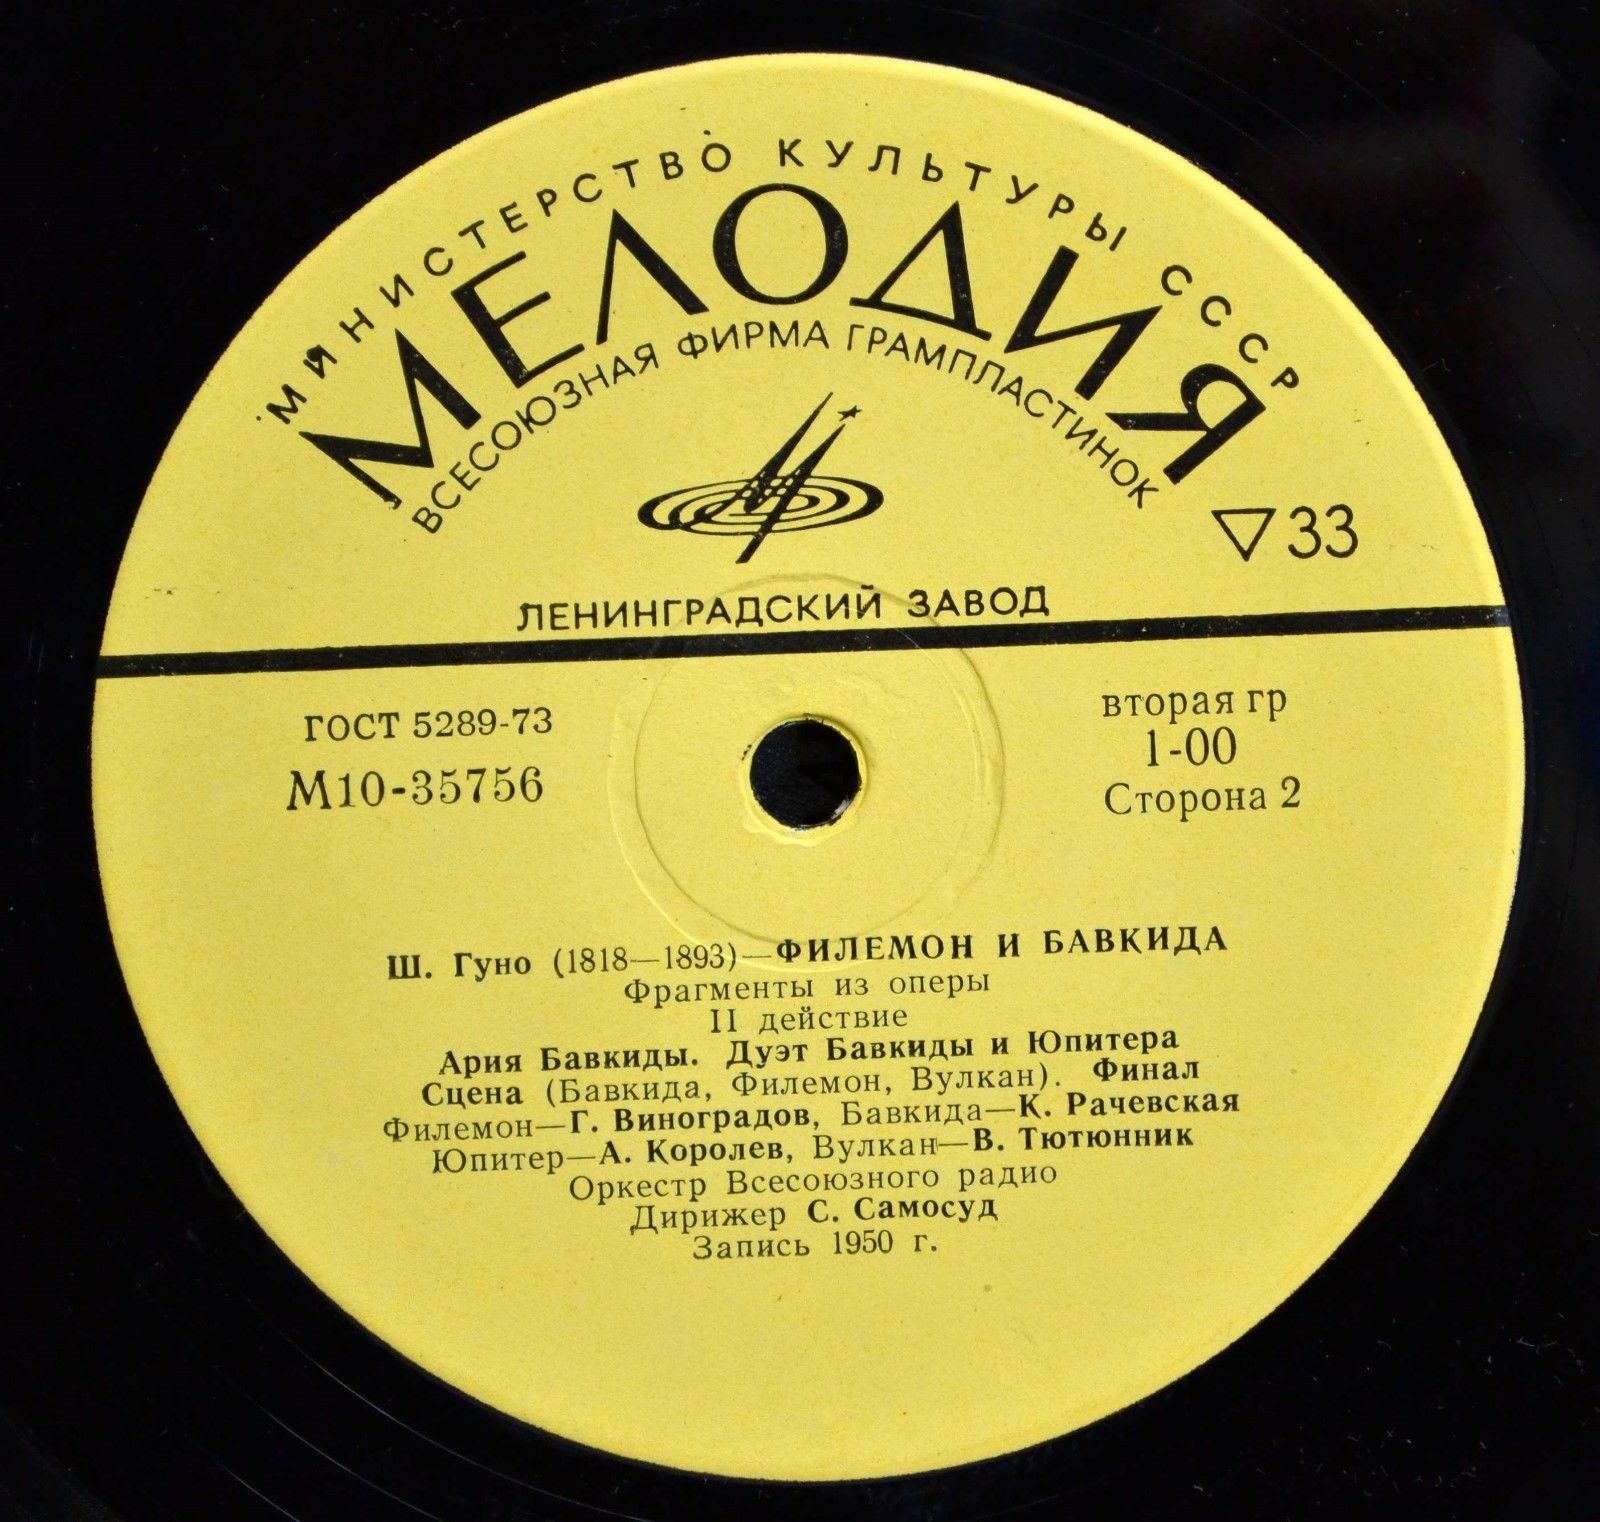 МИНИСТЕРСТВО КУЛЬТУРЫ СССР
МЕЛОДИЯ
ВСЕСОЮЗНАЯ ФИРМА ГРАМПЛАСТИНОК
▽33
ЛЕНИНГРАДСКИЙ ЗАВОД
ГОСТ 5289-73
М10-35756
вторая гр
1-00
Сторона 2
Ш. Гуно (1818—1893)—ФИЛЕМОН И БАВКИДА
Фрагменты из оперы
II действие
Ария Бавкиды. Дуэт Бавкиды и Юпитера
Сцена (Бавкида, Филемон, Вулкан). Финал
Филемон—Г. Виноградов, Бавкида—К. Рачевская
Юпитер—А. Королев, Вулкан—В. Тютюнник
Оркестр Всесоюзного радио
Дирижер С. Самосуд
Запись 1950 г.